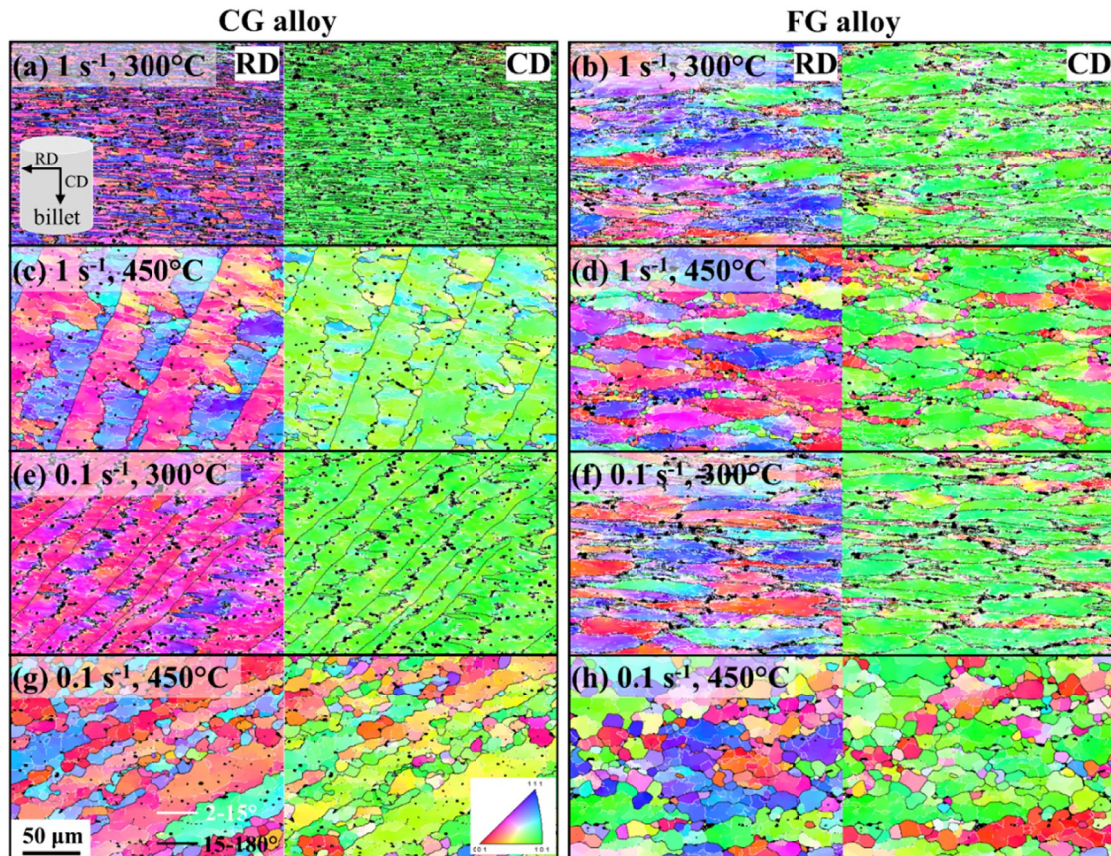 CG alloy
FG alloy
(a) 1 s⁻¹, 300°C
RD
CD
(b) 1 s⁻¹, 300°C
RD
CD
RD
CD
billet
(c) 1 s⁻¹, 450°C
(d) 1 s⁻¹, 450°C
(e) 0.1 s⁻¹, 300°C
(f) 0.1 s⁻¹, 300°C
(g) 0.1 s⁻¹, 450°C
(h) 0.1 s⁻¹, 450°C
2-15°
15-180°
50 μm
1 1 1
0 0 1
1 0 1